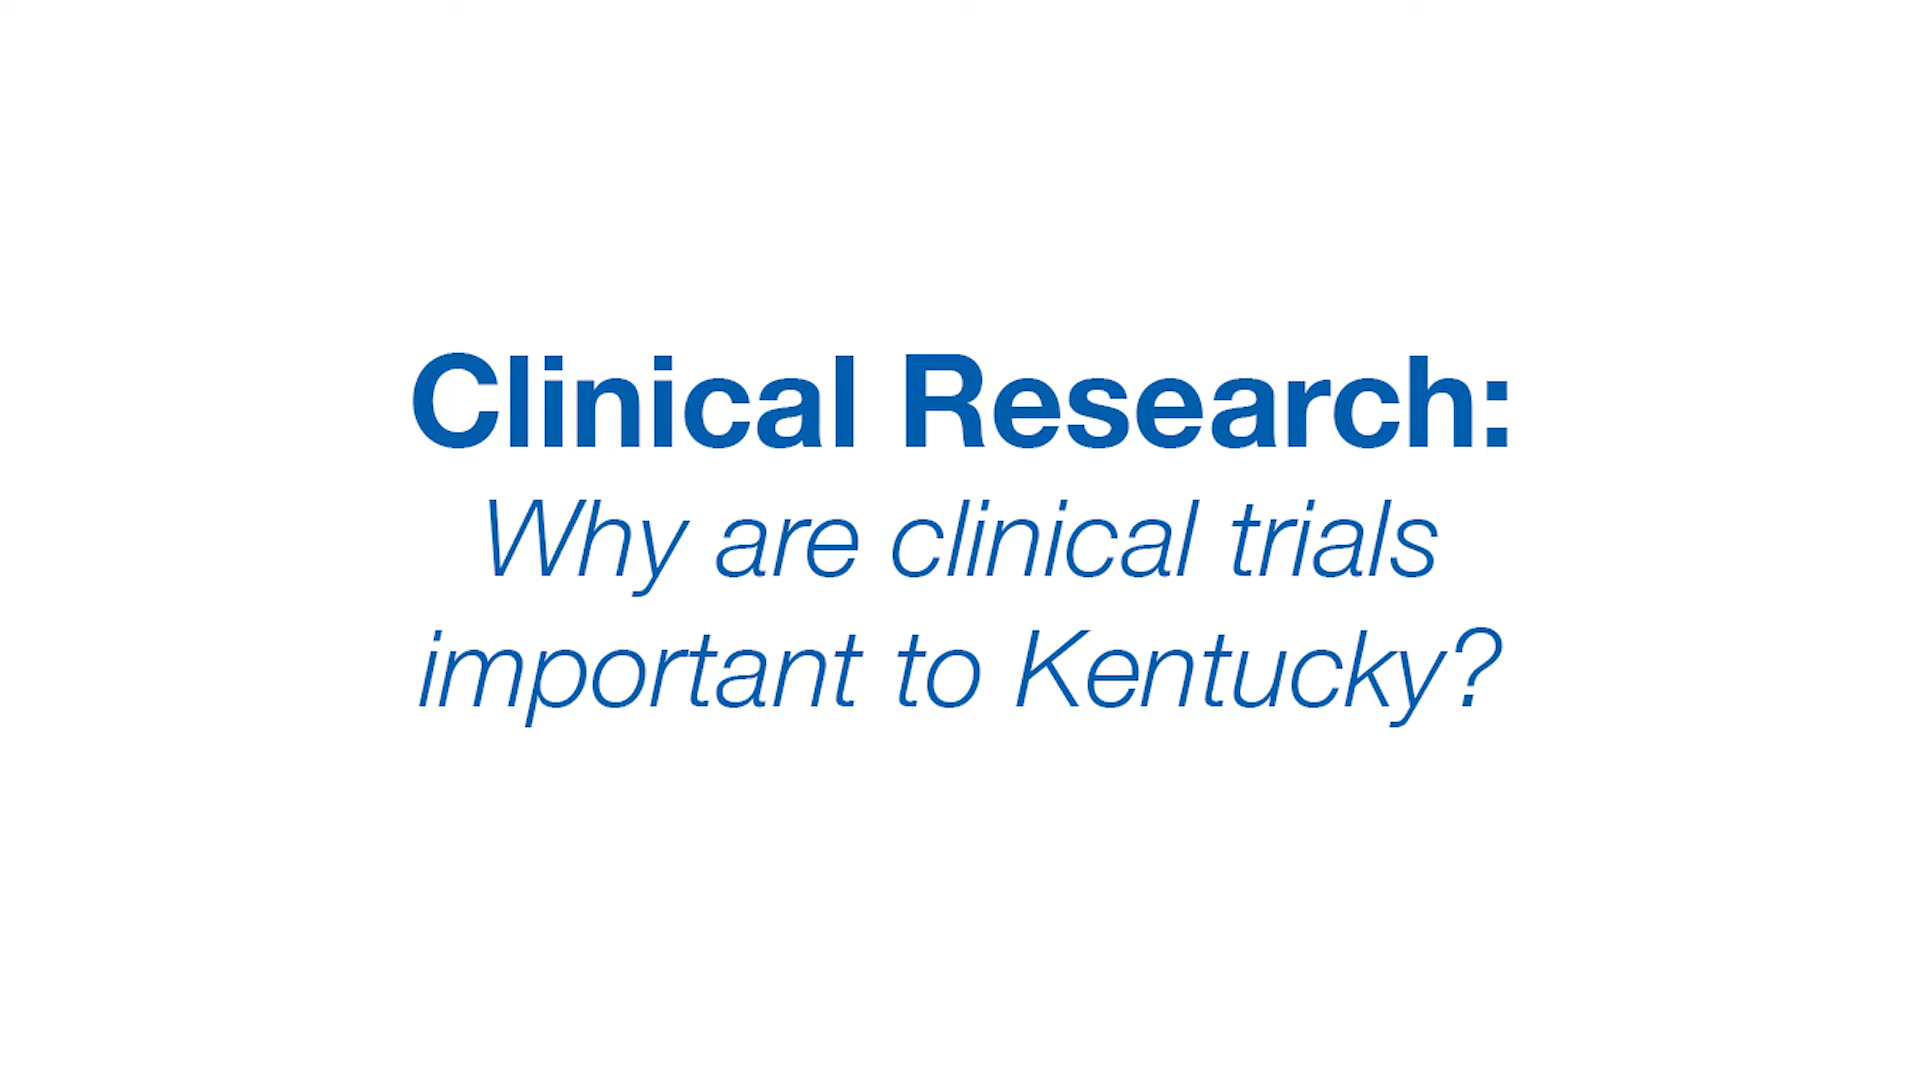 Clinical Research:
Why are clinical trials
important to Kentucky?